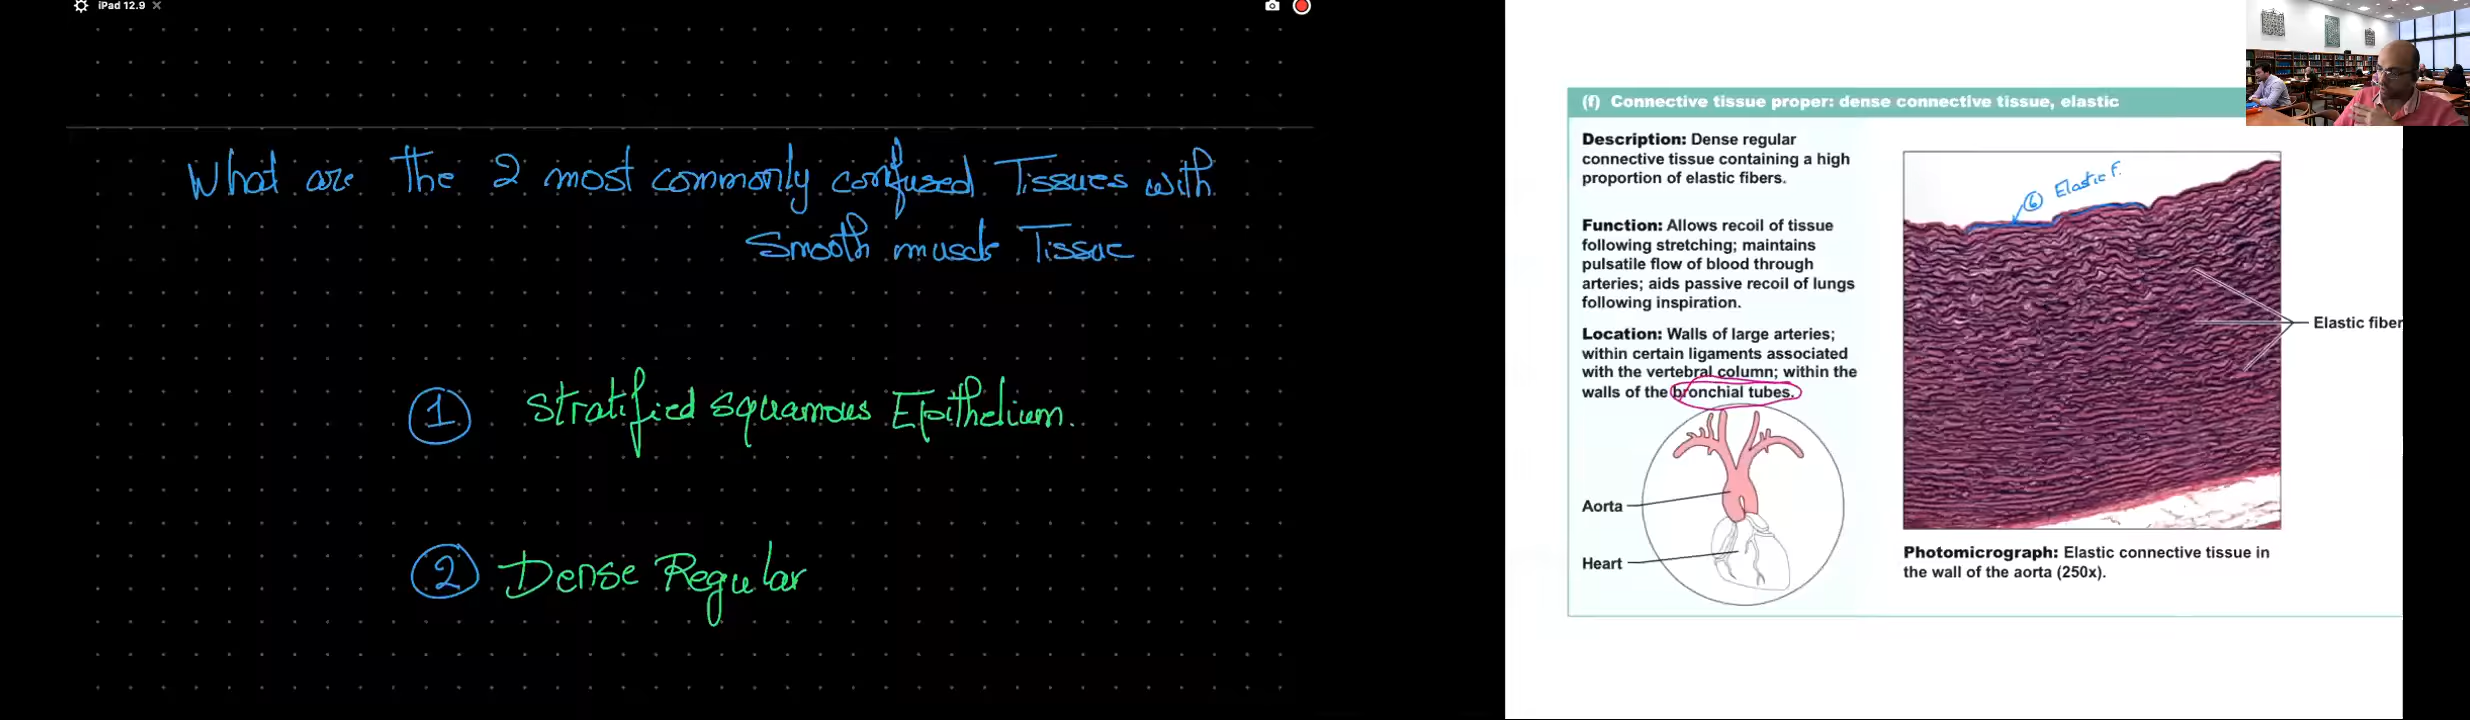 iPad 12.9
What are the 2 most commonly confused Tissues with
Smooth muscle Tissue
1 Stratified squamous Epithelium.
2 Dense Regular
(f) Connective tissue proper: dense connective tissue, elastic
Description: Dense regular
connective tissue containing a high
proportion of elastic fibers.
Function: Allows recoil of tissue
following stretching; maintains
pulsatile flow of blood through
arteries; aids passive recoil of lungs
following inspiration.
Location: Walls of large arteries;
within certain ligaments associated
with the vertebral column; within the
walls of the bronchial tubes.
Aorta
Heart
6 Elastic F.
Elastic fiber
Photomicrograph: Elastic connective tissue in
the wall of the aorta (250x).